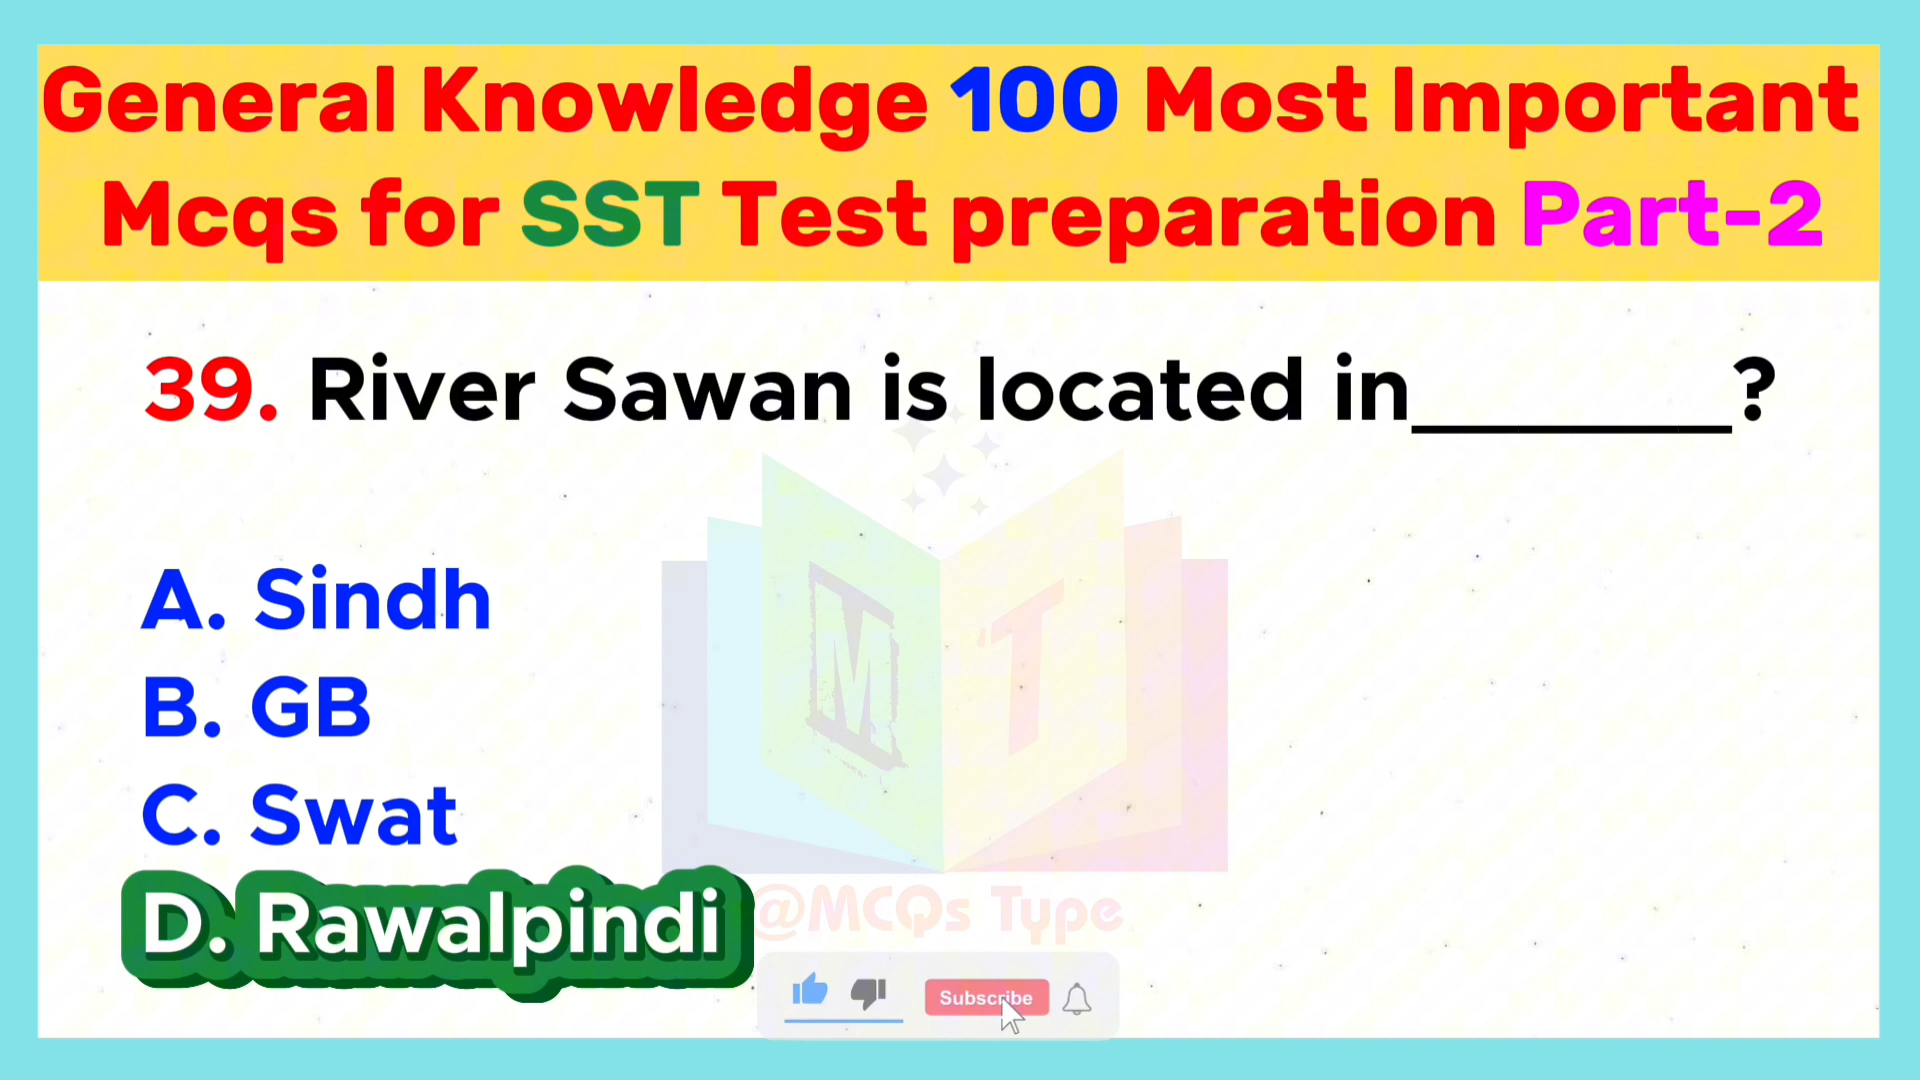 General Knowledge 100 Most Important
Mcqs for SST Test preparation Part-2
39. River Sawan is located in________?
A. Sindh
B. GB
C. Swat
D. Rawalpindi
M T
@MCQs Type
Subscribe